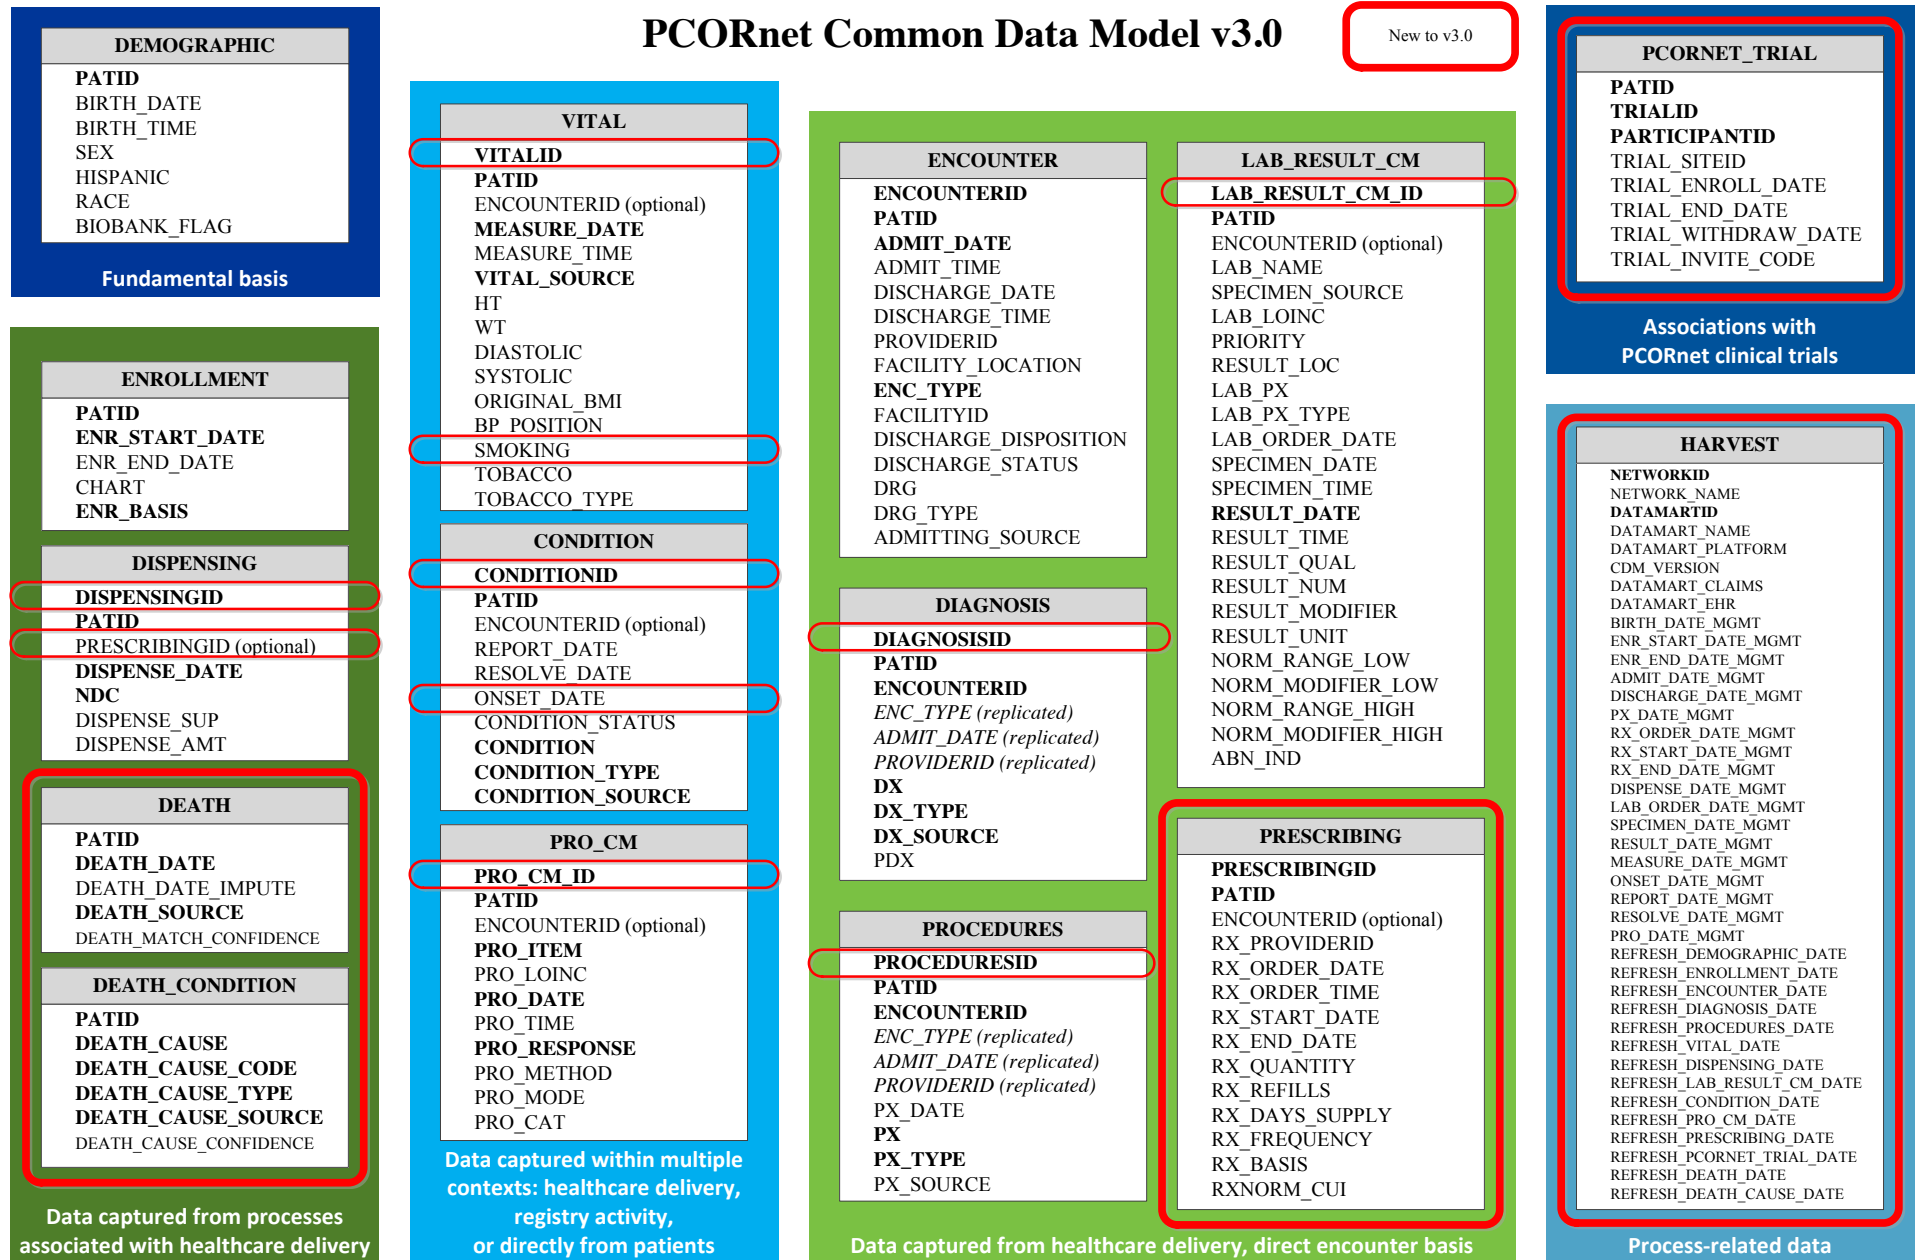 PCORnet Common Data Model v3.0
New to v3.0
DEMOGRAPHIC
PATID
BIRTH_DATE
BIRTH_TIME
SEX
HISPANIC
RACE
BIOBANK_FLAG
Fundamental basis
ENROLLMENT
PATID
ENR_START_DATE
ENR_END_DATE
CHART
ENR_BASIS
DISPENSING
DISPENSINGID
PATID
PRESCRIBINGID (optional)
DISPENSE_DATE
NDC
DISPENSE_SUP
DISPENSE_AMT
DEATH
PATID
DEATH_DATE
DEATH_DATE_IMPUTE
DEATH_SOURCE
DEATH_MATCH_CONFIDENCE
DEATH_CONDITION
PATID
DEATH_CAUSE
DEATH_CAUSE_CODE
DEATH_CAUSE_TYPE
DEATH_CAUSE_SOURCE
DEATH_CAUSE_CONFIDENCE
Data captured from processes
associated with healthcare delivery
VITAL
VITALID
PATID
ENCOUNTERID (optional)
MEASURE_DATE
MEASURE_TIME
VITAL_SOURCE
HT
WT
DIASTOLIC
SYSTOLIC
ORIGINAL_BMI
BP_POSITION
SMOKING
TOBACCO
TOBACCO_TYPE
CONDITION
CONDITIONID
PATID
ENCOUNTERID (optional)
REPORT_DATE
RESOLVE_DATE
ONSET_DATE
CONDITION_STATUS
CONDITION
CONDITION_TYPE
CONDITION_SOURCE
PRO_CM
PRO_CM_ID
PATID
ENCOUNTERID (optional)
PRO_ITEM
PRO_LOINC
PRO_DATE
PRO_TIME
PRO_RESPONSE
PRO_METHOD
PRO_MODE
PRO_CAT
Data captured within multiple
contexts: healthcare delivery,
registry activity,
or directly from patients
ENCOUNTER
ENCOUNTERID
PATID
ADMIT_DATE
ADMIT_TIME
DISCHARGE_DATE
DISCHARGE_TIME
PROVIDERID
FACILITY_LOCATION
ENC_TYPE
FACILITYID
DISCHARGE_DISPOSITION
DISCHARGE_STATUS
DRG
DRG_TYPE
ADMITTING_SOURCE
DIAGNOSIS
DIAGNOSISID
PATID
ENCOUNTERID
ENC_TYPE (replicated)
ADMIT_DATE (replicated)
PROVIDERID (replicated)
DX
DX_TYPE
DX_SOURCE
PDX
PROCEDURES
PROCEDURESID
PATID
ENCOUNTERID
ENC_TYPE (replicated)
ADMIT_DATE (replicated)
PROVIDERID (replicated)
PX_DATE
PX
PX_TYPE
PX_SOURCE
LAB_RESULT_CM
LAB_RESULT_CM_ID
PATID
ENCOUNTERID (optional)
LAB_NAME
SPECIMEN_SOURCE
LAB_LOINC
PRIORITY
RESULT_LOC
LAB_PX
LAB_PX_TYPE
LAB_ORDER_DATE
SPECIMEN_DATE
SPECIMEN_TIME
RESULT_DATE
RESULT_TIME
RESULT_QUAL
RESULT_NUM
RESULT_MODIFIER
RESULT_UNIT
NORM_RANGE_LOW
NORM_MODIFIER_LOW
NORM_RANGE_HIGH
NORM_MODIFIER_HIGH
ABN_IND
PRESCRIBING
PRESCRIBINGID
PATID
ENCOUNTERID (optional)
RX_PROVIDERID
RX_ORDER_DATE
RX_ORDER_TIME
RX_START_DATE
RX_END_DATE
RX_QUANTITY
RX_REFILLS
RX_DAYS_SUPPLY
RX_FREQUENCY
RX_BASIS
RXNORM_CUI
Data captured from healthcare delivery, direct encounter basis
PCORNET_TRIAL
PATID
TRIALID
PARTICIPANTID
TRIAL_SITEID
TRIAL_ENROLL_DATE
TRIAL_END_DATE
TRIAL_WITHDRAW_DATE
TRIAL_INVITE_CODE
Associations with
PCORnet clinical trials
HARVEST
NETWORKID
NETWORK_NAME
DATAMARTID
DATAMART_NAME
DATAMART_PLATFORM
CDM_VERSION
DATAMART_CLAIMS
DATAMART_EHR
BIRTH_DATE_MGMT
ENR_START_DATE_MGMT
ENR_END_DATE_MGMT
ADMIT_DATE_MGMT
DISCHARGE_DATE_MGMT
PX_DATE_MGMT
RX_ORDER_DATE_MGMT
RX_START_DATE_MGMT
RX_END_DATE_MGMT
DISPENSE_DATE_MGMT
LAB_ORDER_DATE_MGMT
SPECIMEN_DATE_MGMT
RESULT_DATE_MGMT
MEASURE_DATE_MGMT
ONSET_DATE_MGMT
REPORT_DATE_MGMT
RESOLVE_DATE_MGMT
PRO_DATE_MGMT
REFRESH_DEMOGRAPHIC_DATE
REFRESH_ENROLLMENT_DATE
REFRESH_ENCOUNTER_DATE
REFRESH_DIAGNOSIS_DATE
REFRESH_PROCEDURES_DATE
REFRESH_VITAL_DATE
REFRESH_DISPENSING_DATE
REFRESH_LAB_RESULT_CM_DATE
REFRESH_CONDITION_DATE
REFRESH_PRO_CM_DATE
REFRESH_PRESCRIBING_DATE
REFRESH_PCORNET_TRIAL_DATE
REFRESH_DEATH_DATE
REFRESH_DEATH_CAUSE_DATE
Process-related data